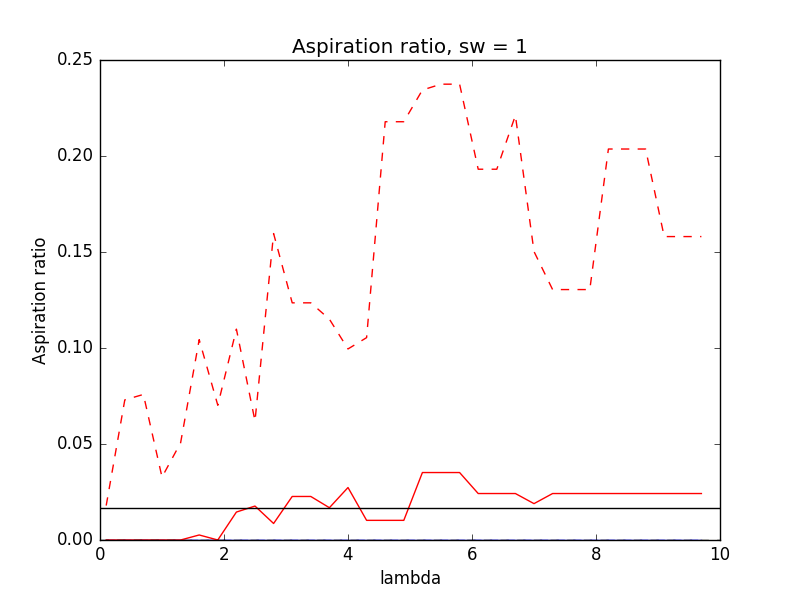 Aspiration ratio, sw = 1
0.25
0.20
0.15
0.10
0.05
0.00
Aspiration ratio
0 2 4 6 8 10
lambda